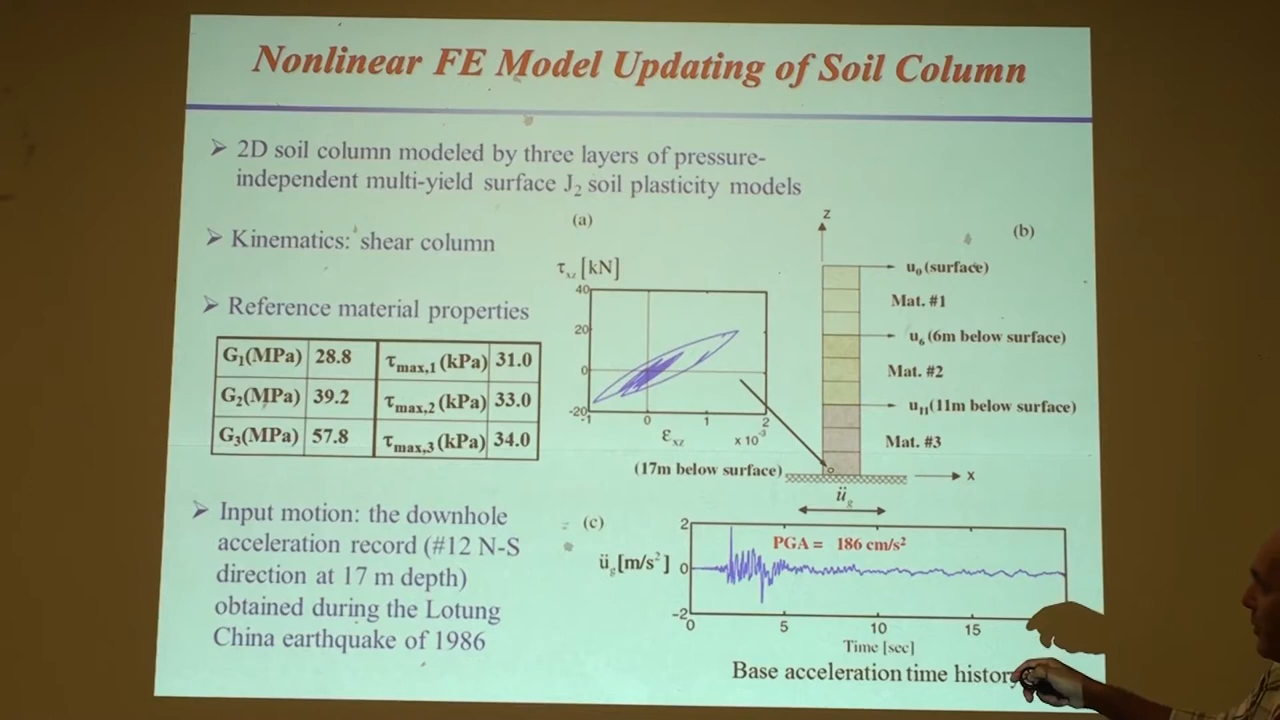 Nonlinear FE Model Updating of Soil Column
➢ 2D soil column modeled by three layers of pressure-
independent multi-yield surface J₂ soil plasticity models
➢ Kinematics: shear column
➢ Reference material properties
G₁(MPa) 28.8 τmax,1 (kPa) 31.0
G₂(MPa) 39.2 τmax,2 (kPa) 33.0
G₃(MPa) 57.8 τmax,3 (kPa) 34.0
➢ Input motion: the downhole
acceleration record (#12 N-S
direction at 17 m depth)
obtained during the Lotung
China earthquake of 1986
(a)
τxz [kN]
40
20
0
-20
-1 0 1 2
εxz x 10⁻³
(17m below surface)
z
(b)
u₀ (surface)
Mat. #1
u₆ (6m below surface)
Mat. #2
u₁₁ (11m below surface)
Mat. #3
x
üg
(c)
üg[m/s²]
2
0
-2
PGA = 186 cm/s²
0 5 10 15
Time [sec]
Base acceleration time histor